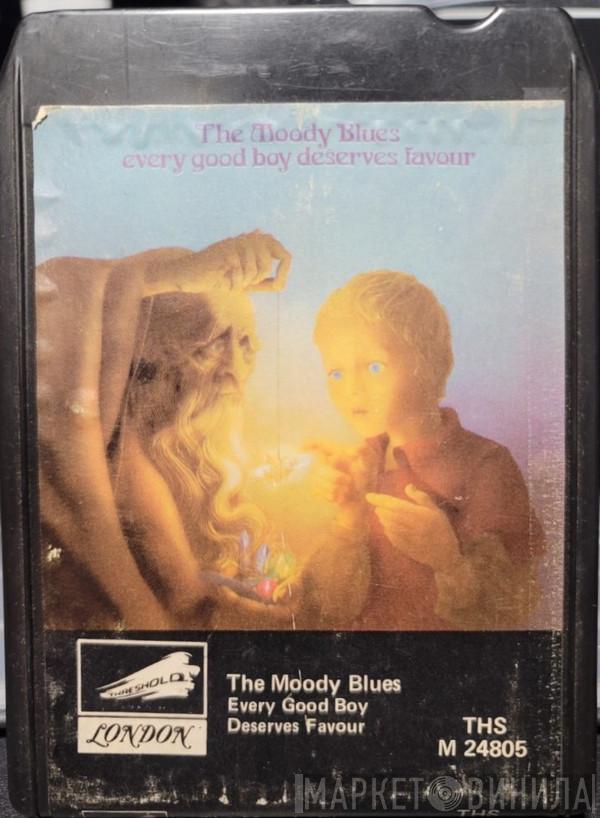 The Moody Blues
every good boy deserves favour
THRESHOLD
LONDON
The Moody Blues
Every Good Boy
Deserves Favour
THS
M 24805
МАРКЕТ ВИНИЛА
THS